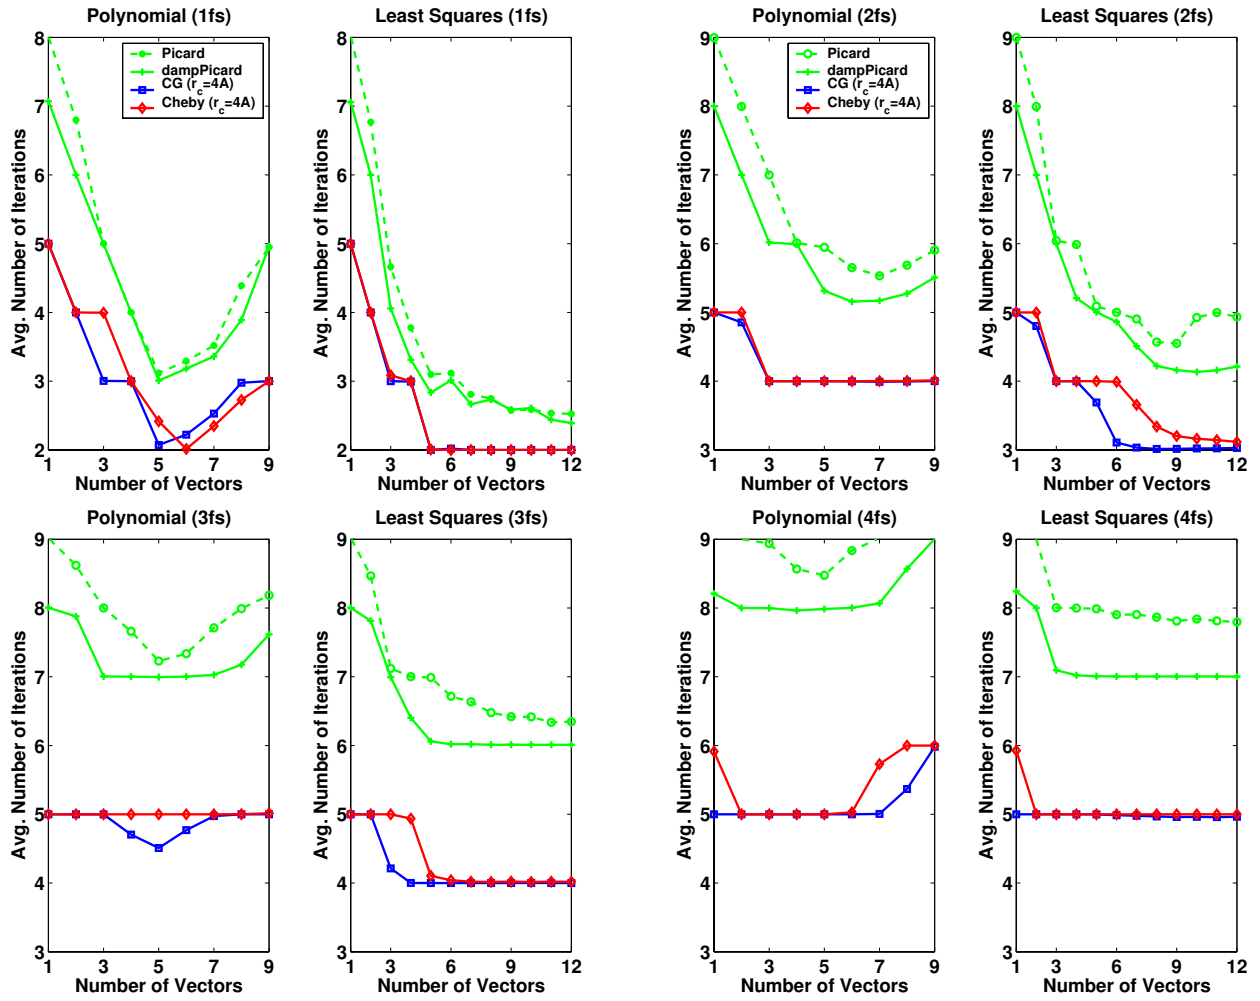 Polynomial (1fs)
Avg. Number of Iterations
8
7
6
5
4
3
2
1 3 5 7 9
Number of Vectors
Picard
dampPicard
CG (r_c=4A)
Cheby (r_c=4A)
Least Squares (1fs)
8
7
6
5
4
3
2
1 3 6 9 12
Number of Vectors
Polynomial (2fs)
Avg. Number of Iterations
9
8
7
6
5
4
3
1 3 5 7 9
Number of Vectors
Picard
dampPicard
CG (r_c=4A)
Cheby (r_c=4A)
Least Squares (2fs)
Avg. Number of Iterations
9
8
7
6
5
4
3
1 3 6 9 12
Number of Vectors
Polynomial (3fs)
Avg. Number of Iterations
9
8
7
6
5
4
3
1 3 5 7 9
Number of Vectors
Least Squares (3fs)
Avg. Number of Iterations
9
8
7
6
5
4
3
1 3 6 9 12
Number of Vectors
Polynomial (4fs)
Avg. Number of Iterations
9
8
7
6
5
4
3
1 3 5 7 9
Number of Vectors
Least Squares (4fs)
Avg. Number of Iterations
9
8
7
6
5
4
3
1 3 6 9 12
Number of Vectors
Avg. Number of Iterations